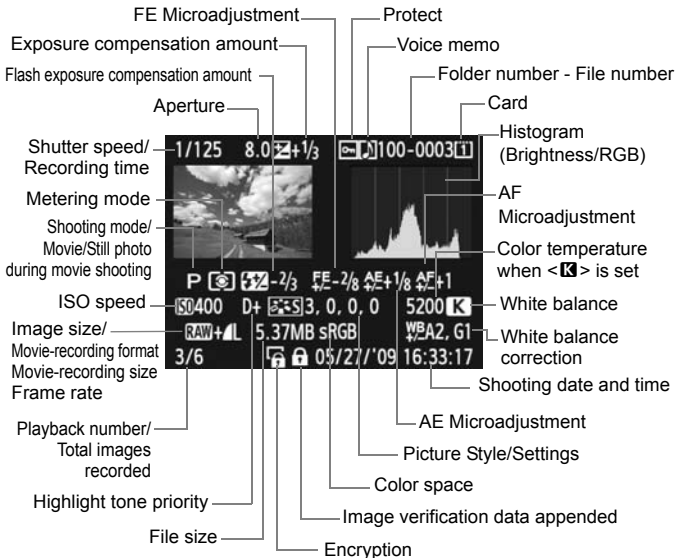 FE Microadjustment
Protect
Exposure compensation amount
Voice memo
Flash exposure compensation amount
Folder number - File number
Aperture
Card
Shutter speed/
Recording time
1/125 8.0 +1/3 100-0003 1
Histogram
(Brightness/RGB)
Metering mode
AF
Microadjustment
Shooting mode/
Movie/Still photo
during movie shooting
Color temperature
when <K> is set
P -2/3 FE+/- -2/8 AE+/- +1/8 AF+/- +1
ISO speed
ISO 400 D+ S 3, 0, 0, 0 5200 K
White balance
Image size/
Movie-recording format
Movie-recording size
Frame rate
RAW+L 5.37MB sRGB WB+/- A2, G1
White balance
correction
3/6 05/27/'09 16:33:17
Shooting date and time
Playback number/
Total images
recorded
AE Microadjustment
Picture Style/Settings
Highlight tone priority
Color space
File size
Image verification data appended
Encryption